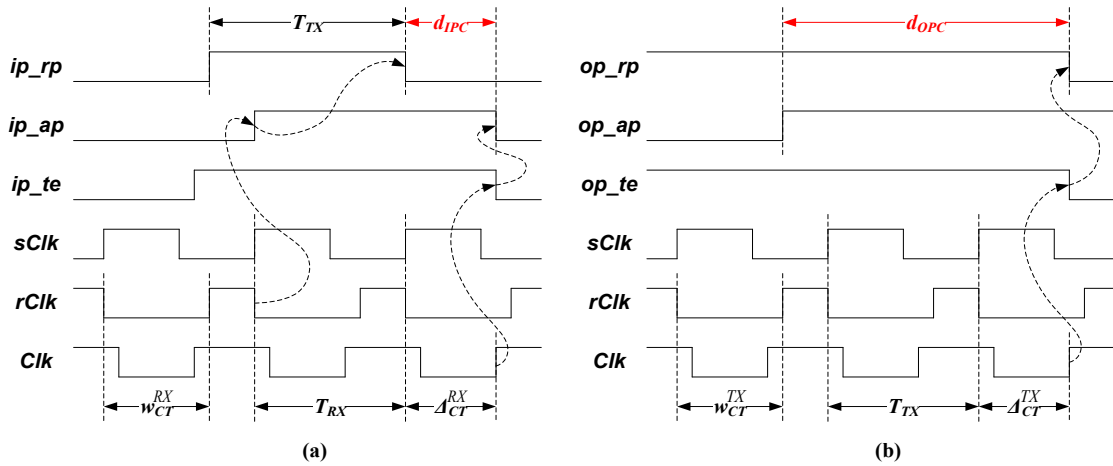 T_TX d_IPC d_OPC
ip_rp op_rp
ip_ap op_ap
ip_te op_te
sClk sClk
rClk rClk
Clk Clk
w_CT^RX T_RX Δ_CT^RX w_CT^TX T_TX Δ_CT^TX
(a) (b)